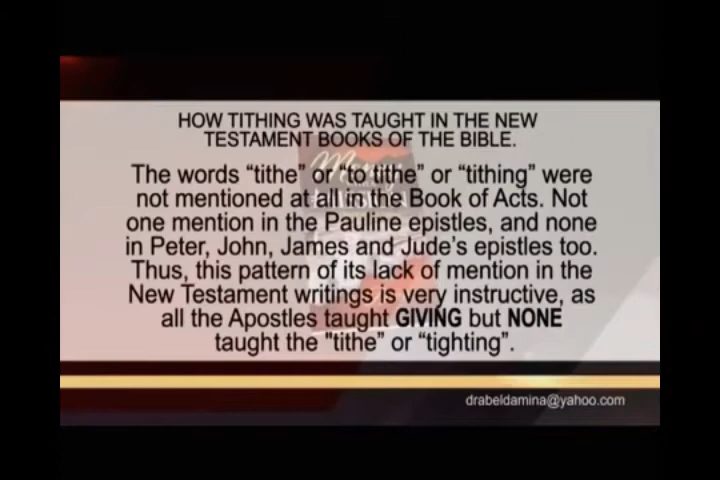 HOW TITHING WAS TAUGHT IN THE NEW
TESTAMENT BOOKS OF THE BIBLE.
The words “tithe” or “to tithe” or “tithing” were
not mentioned at all in the Book of Acts. Not
one mention in the Pauline epistles, and none
in Peter, John, James and Jude’s epistles too.
Thus, this pattern of its lack of mention in the
New Testament writings is very instructive, as
all the Apostles taught GIVING but NONE
taught the "tithe” or “tighting”.
drabeldamina@yahoo.com